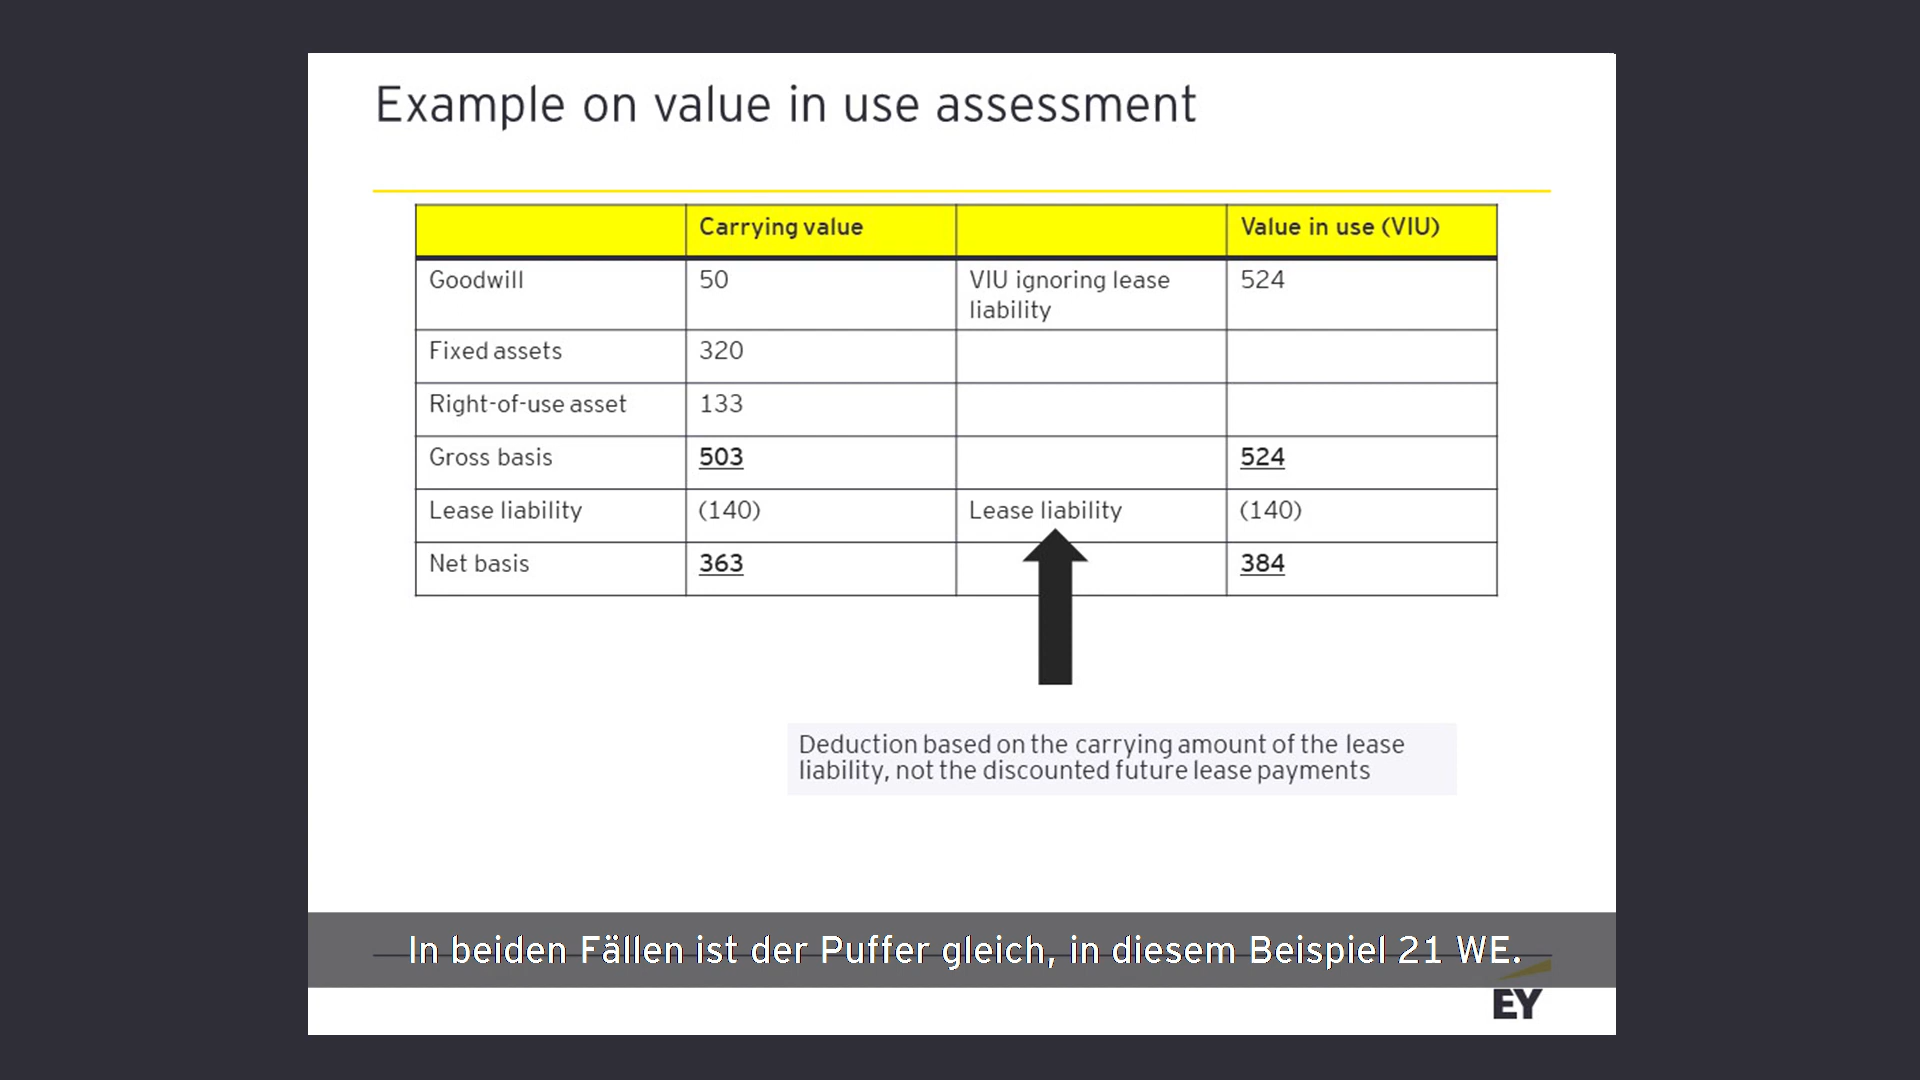 Example on value in use assessment
Carrying value
Value in use (VIU)
Goodwill
50
VIU ignoring lease
liability
524
Fixed assets
320
Right-of-use asset
133
Gross basis
503
524
Lease liability
(140)
Lease liability
(140)
Net basis
363
384
Deduction based on the carrying amount of the lease
liability, not the discounted future lease payments
In beiden Fällen ist der Puffer gleich, in diesem Beispiel 21 WE.
EY